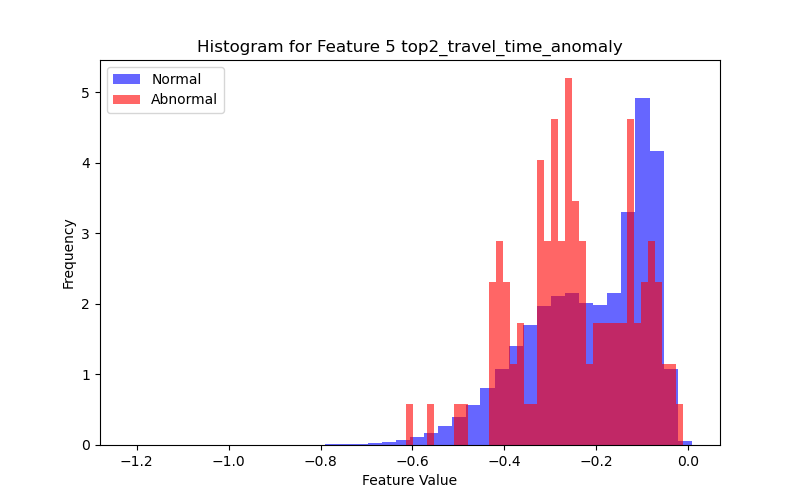 Histogram for Feature 5 top2_travel_time_anomaly
Normal
Abnormal
Frequency
5
4
3
2
1
0
−1.2
−1.0
−0.8
−0.6
−0.4
−0.2
0.0
Feature Value